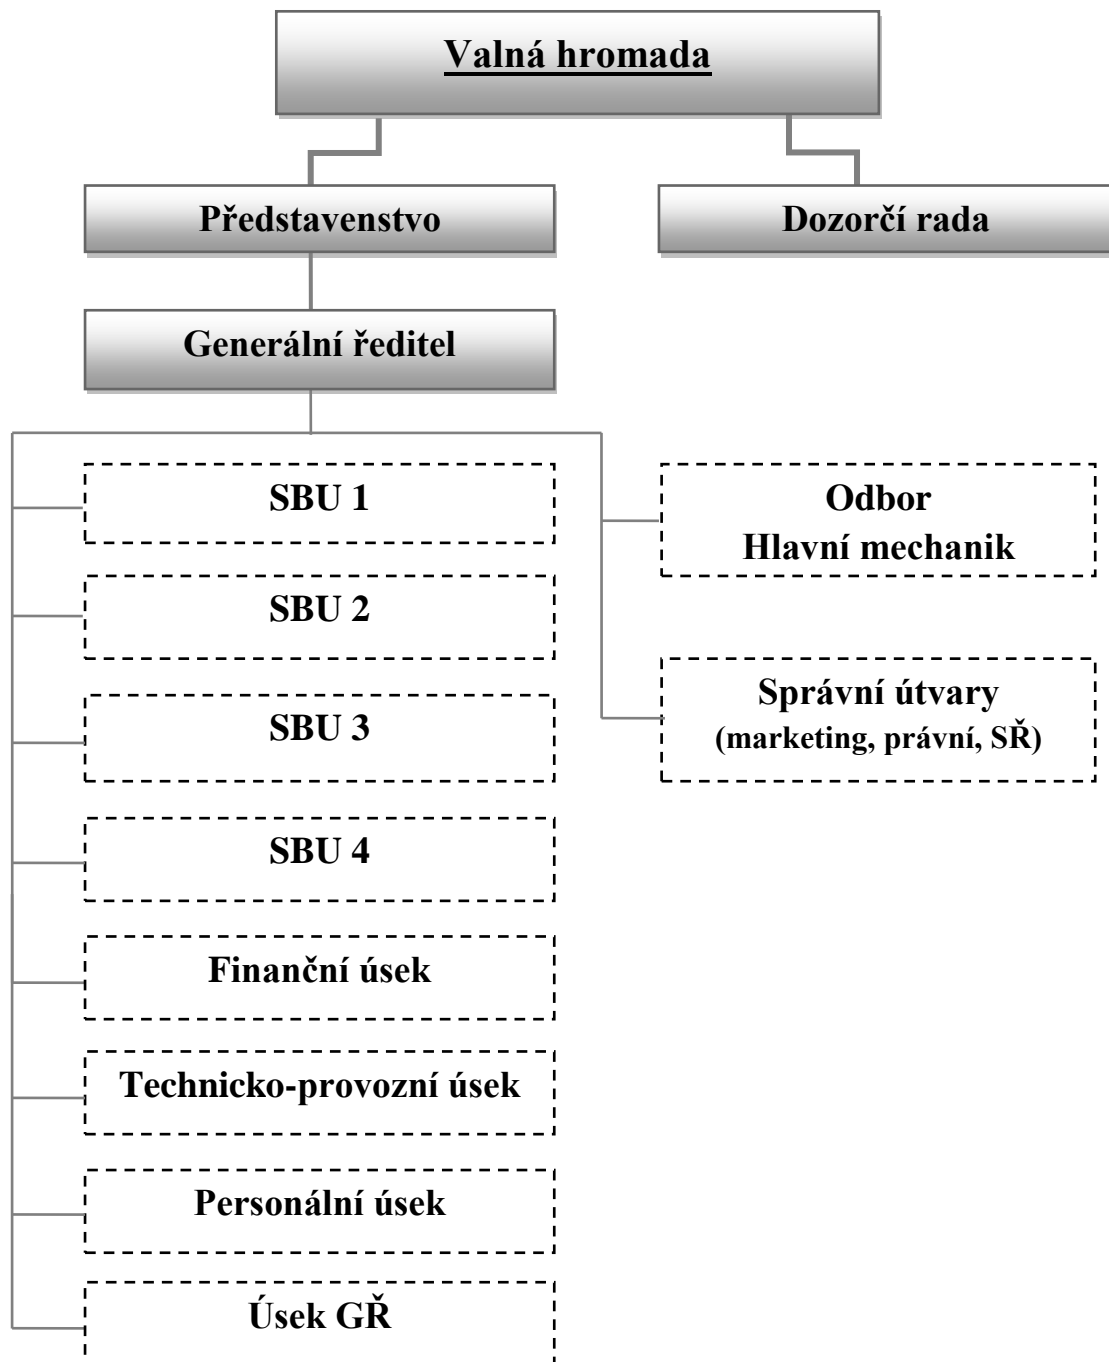 Valná hromada
Představenstvo
Dozorčí rada
Generální ředitel
SBU 1
Odbor
Hlavní mechanik
SBU 2
Správní útvary
(marketing, právní, SŘ)
SBU 3
SBU 4
Finanční úsek
Technicko-provozní úsek
Personální úsek
Úsek GŘ